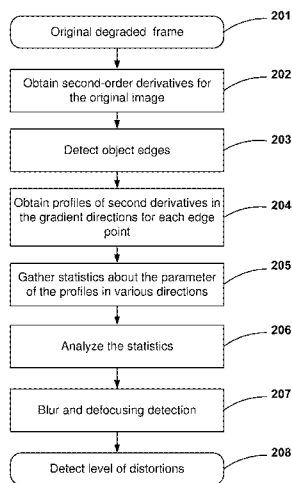 201
Original degraded frame
202
Obtain second-order derivatives for
the original image
203
Detect object edges
204
Obtain profiles of second derivatives in
the gradient directions for each edge
point
205
Gather statistics about the parameter
of the profiles in various directions
206
Analyze the statistics
207
Blur and defocusing detection
208
Detect level of distortions